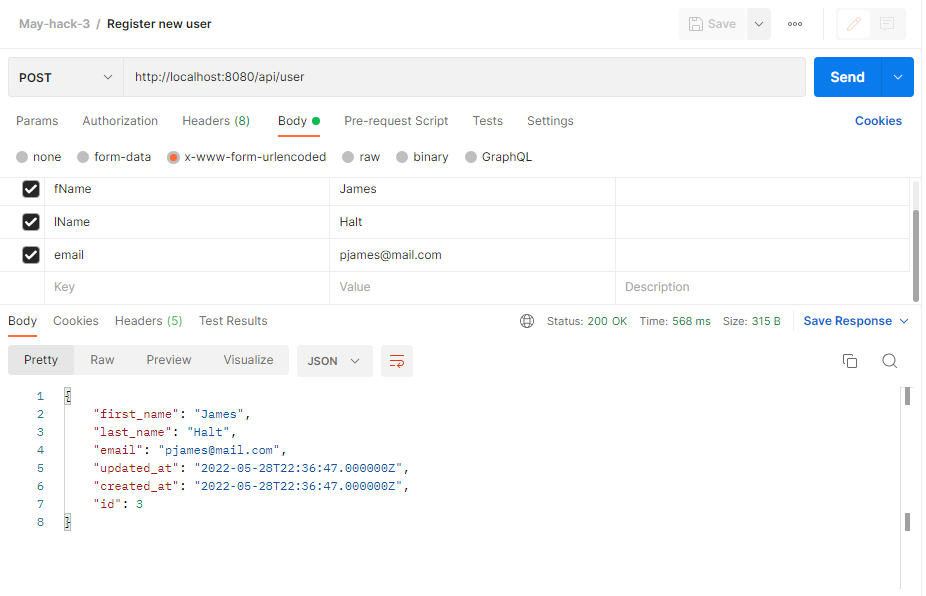 May-hack-3 / Register new user
Save
POST http://localhost:8080/api/user Send
Params Authorization Headers (8) Body Pre-request Script Tests Settings Cookies
none form-data x-www-form-urlencoded raw binary GraphQL
fName James
lName Halt
email pjames@mail.com
Key Value Description
Body Cookies Headers (5) Test Results Status: 200 OK Time: 568 ms Size: 315 B Save Response
Pretty Raw Preview Visualize JSON
1 {
2 "first_name": "James",
3 "last_name": "Halt",
4 "email": "pjames@mail.com",
5 "updated_at": "2022-05-28T22:36:47.000000Z",
6 "created_at": "2022-05-28T22:36:47.000000Z",
7 "id": 3
8 }